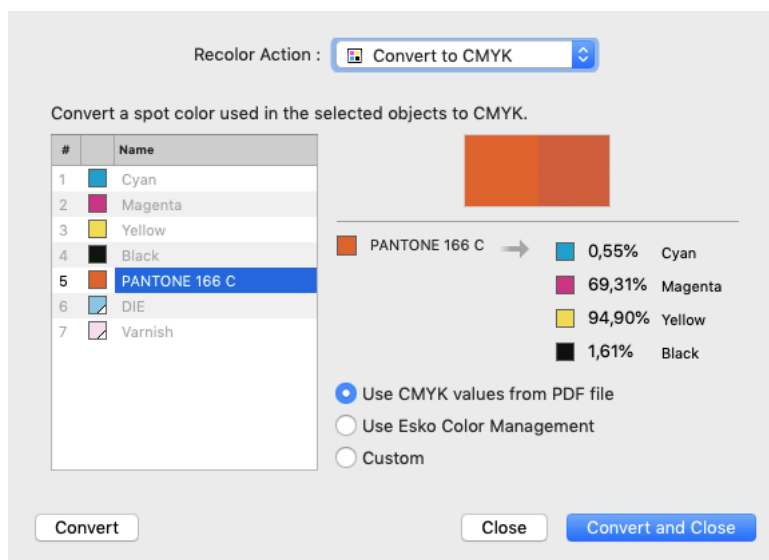 Recolor Action :
Convert to CMYK
Convert a spot color used in the selected objects to CMYK.
# Name
1 Cyan
2 Magenta
3 Yellow
4 Black
5 PANTONE 166 C
6 DIE
7 Varnish
PANTONE 166 C
0,55% Cyan
69,31% Magenta
94,90% Yellow
1,61% Black
Use CMYK values from PDF file
Use Esko Color Management
Custom
Convert
Close
Convert and Close